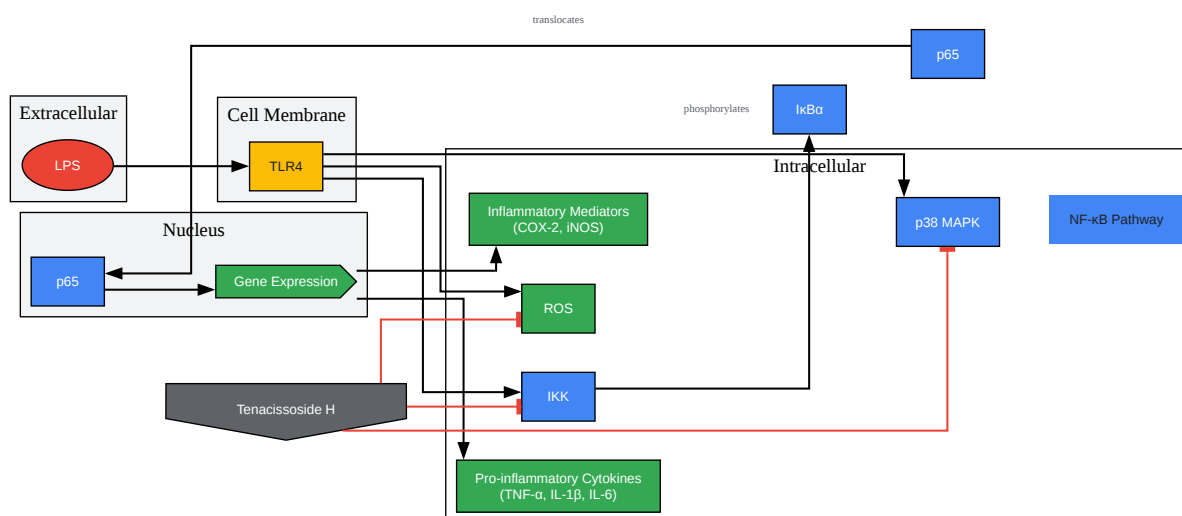 translocates
p65
Extracellular
LPS
Cell Membrane
TLR4
phosphorylates
IκBα
Intracellular
p38 MAPK
NF-κB Pathway
Nucleus
p65
Gene Expression
Inflammatory Mediators
(COX-2, iNOS)
ROS
IKK
Tenacissoside H
Pro-inflammatory Cytokines
(TNF-α, IL-1β, IL-6)